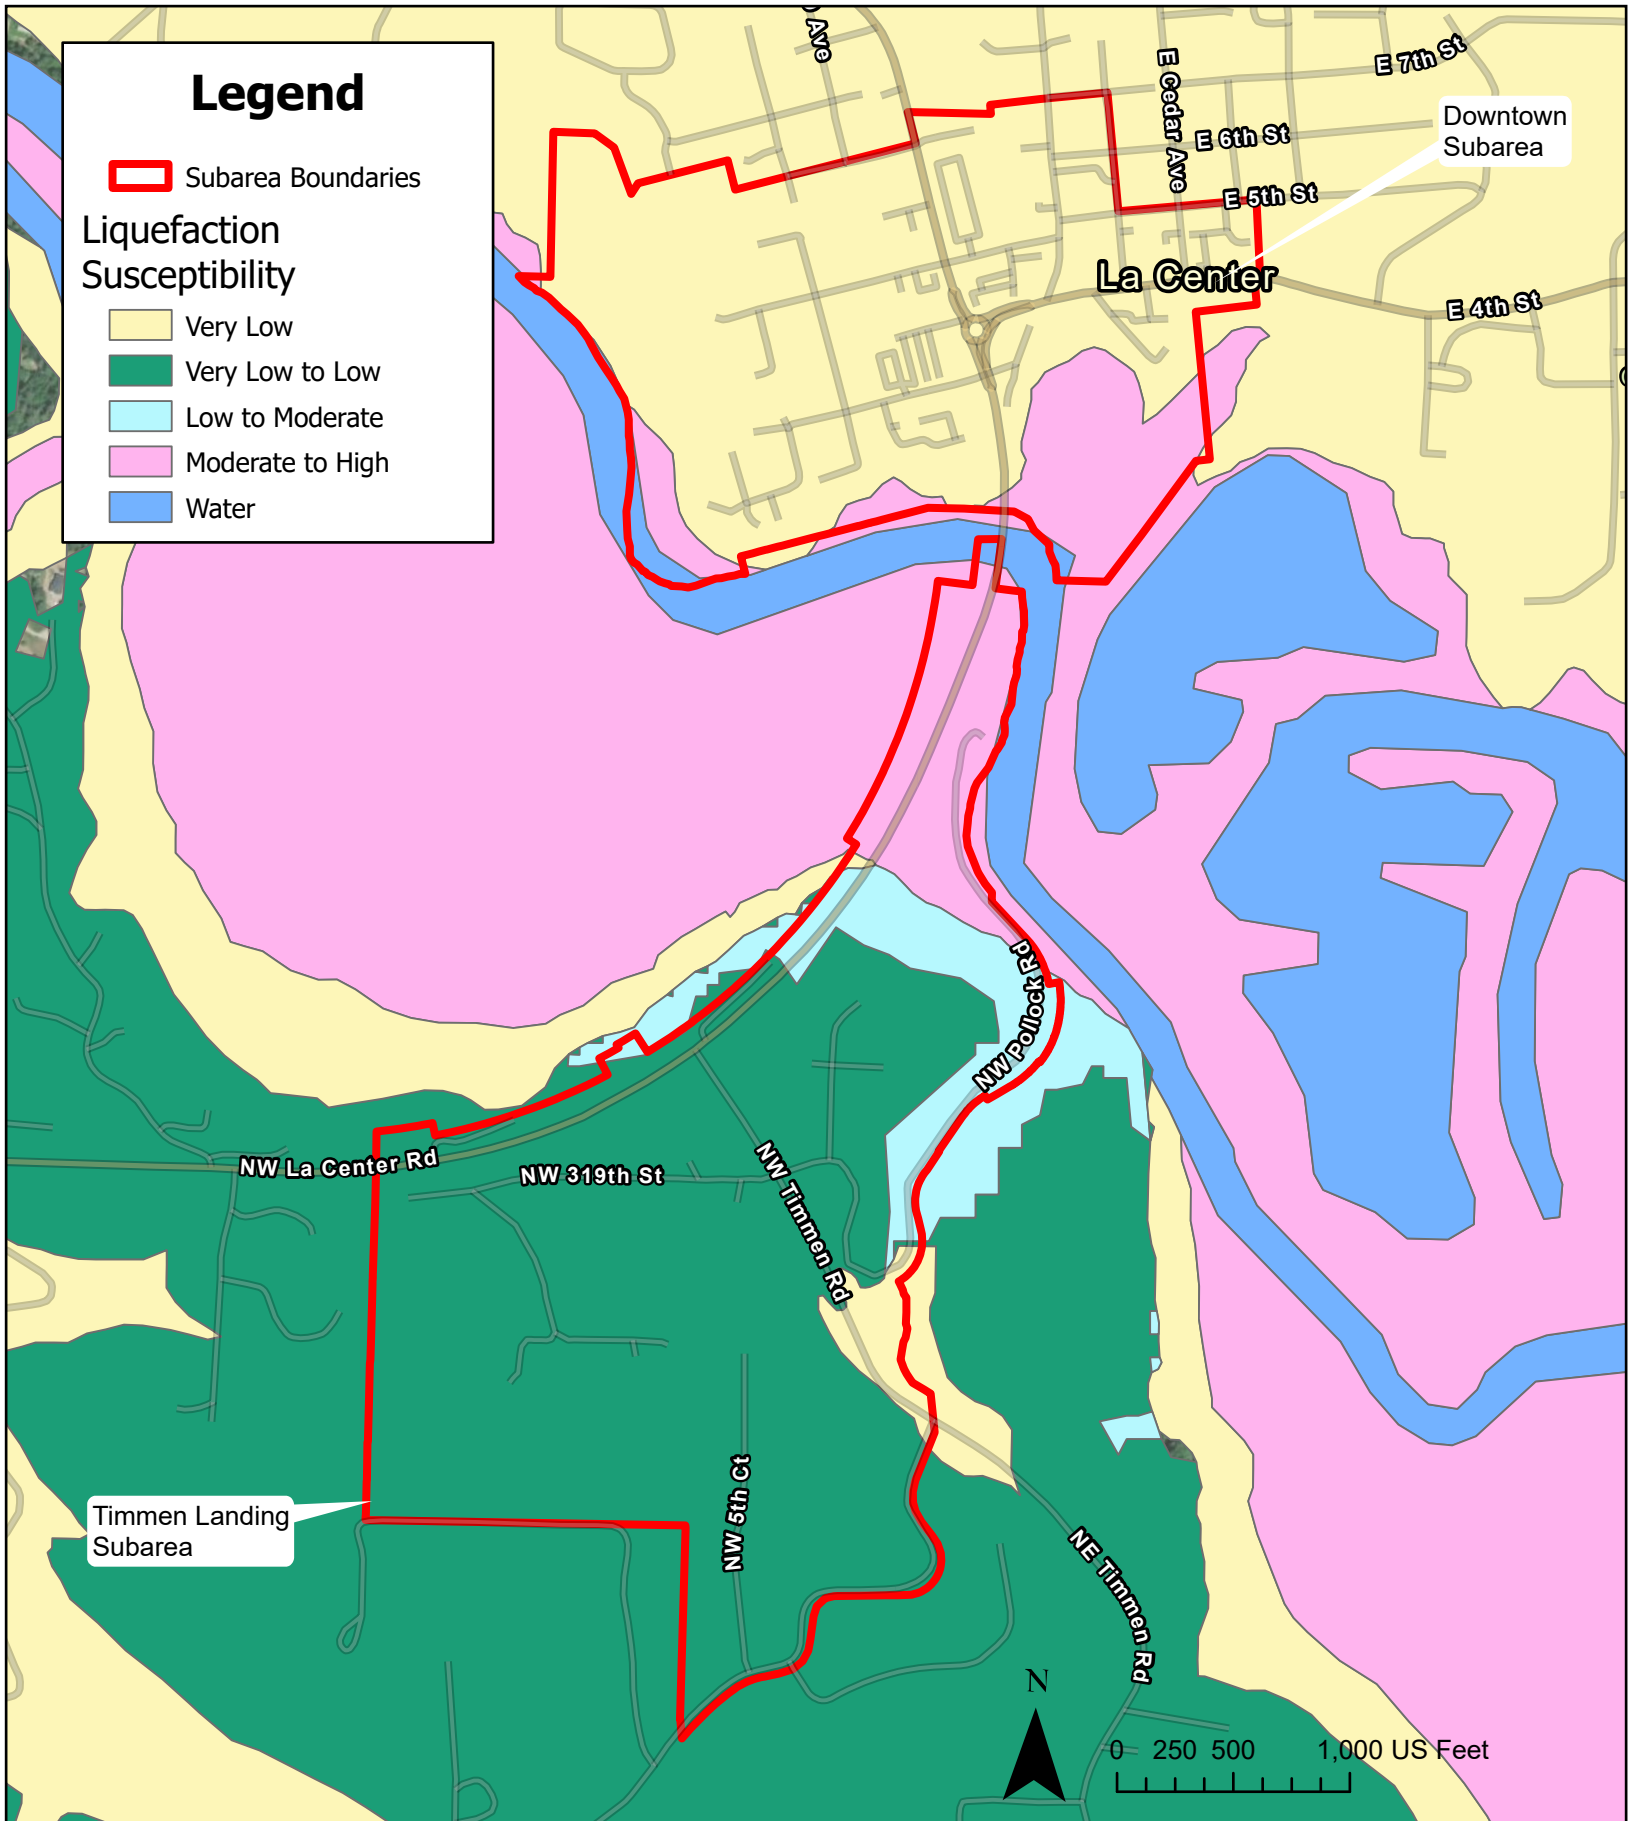 Legend
Subarea Boundaries
Liquefaction
Susceptibility
Very Low
Very Low to Low
Low to Moderate
Moderate to High
Water
Ave
E Cedar Ave
E 7th St
E 6th St
E 5th St
Downtown
Subarea
La Center
E 4th St
NW Pollock Rd
NW La Center Rd
NW 319th St
NW Timmen Rd
NW 5th Ct
Timmen Landing
Subarea
NE Timmen Rd
N
0 250 500 1,000 US Feet